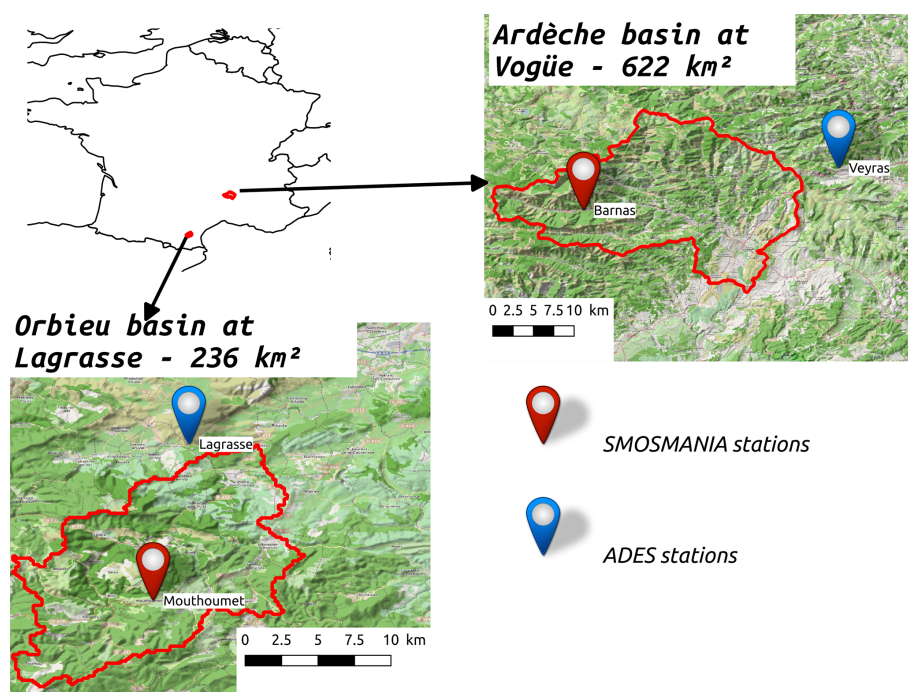 Ardèche basin at
Vogüe - 622 km²
Veyras
Barnas
0 2.5 5 7.5 10 km
Orbieu basin at
Lagrasse - 236 km²
Lagrasse
Mouthoumet
0 2.5 5 7.5 10 km
SMOSMANIA stations
ADES stations